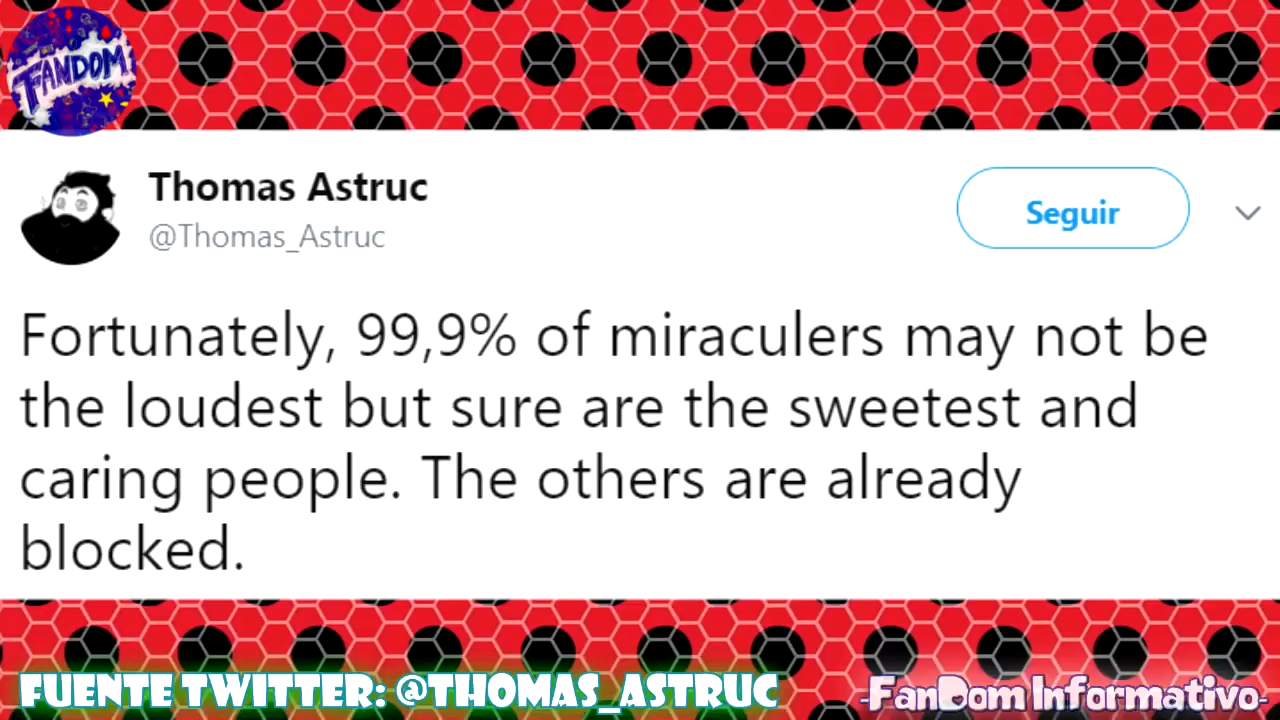 FANDOM
Thomas Astruc
@Thomas_Astruc
Seguir
Fortunately, 99,9% of miraculers may not be
the loudest but sure are the sweetest and
caring people. The others are already
blocked.
FUENTE TWITTER: @THOMAS_ASTRUC
-FanDom Informativo-